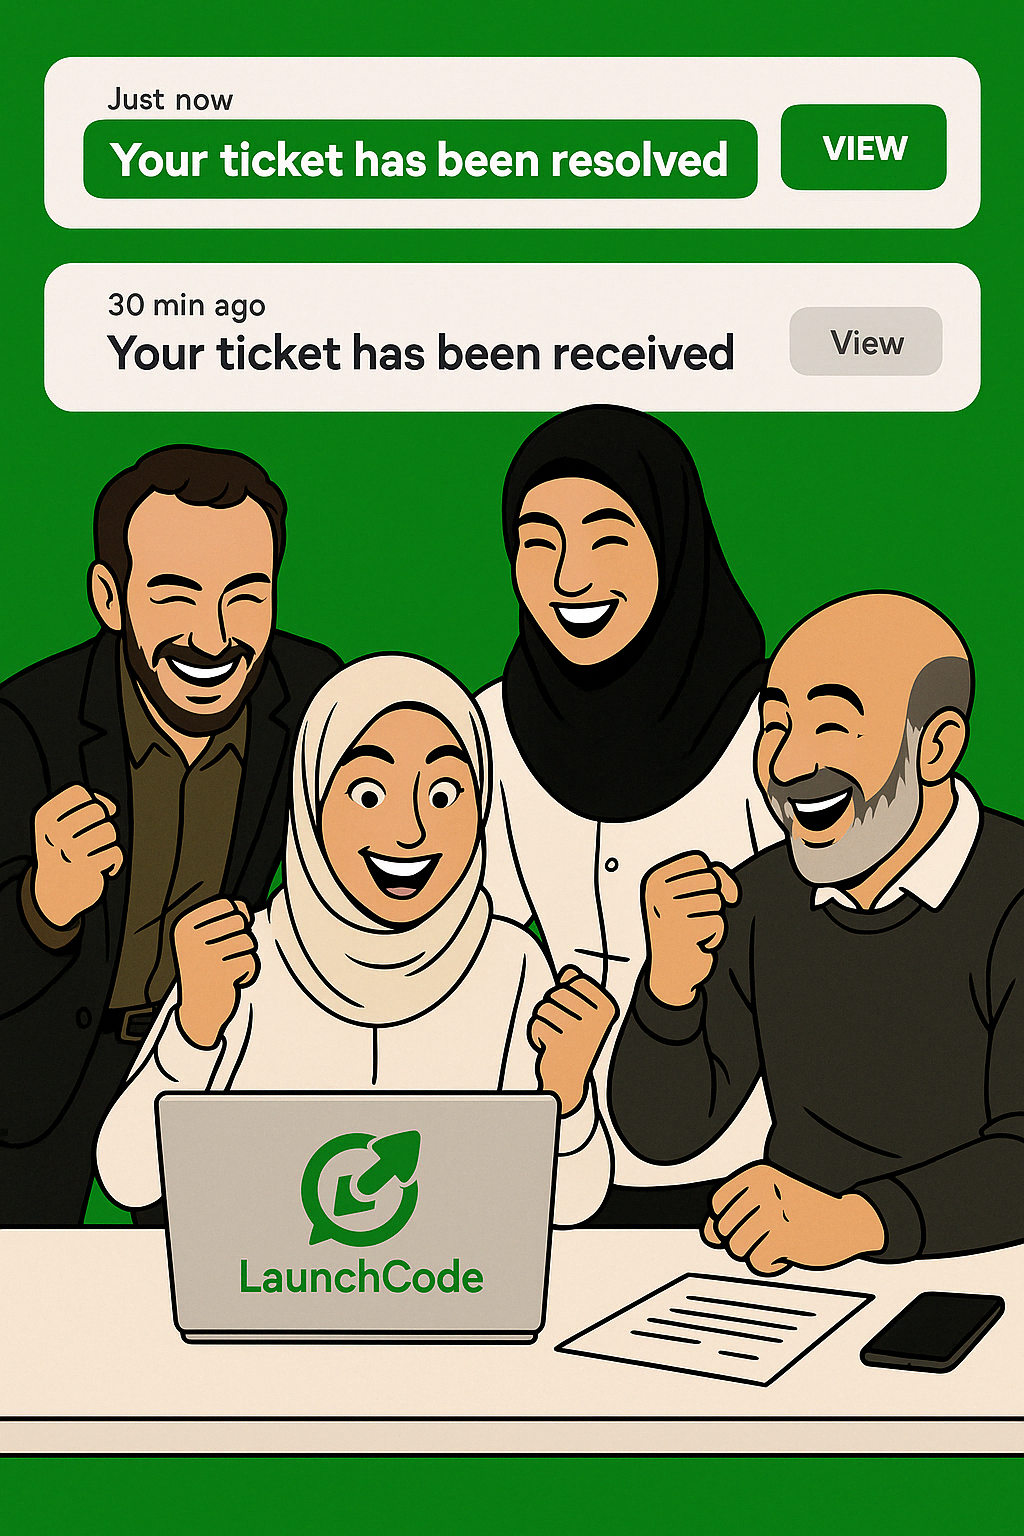 Just now
Your ticket has been resolved
VIEW
30 min ago
Your ticket has been received
View
LaunchCode